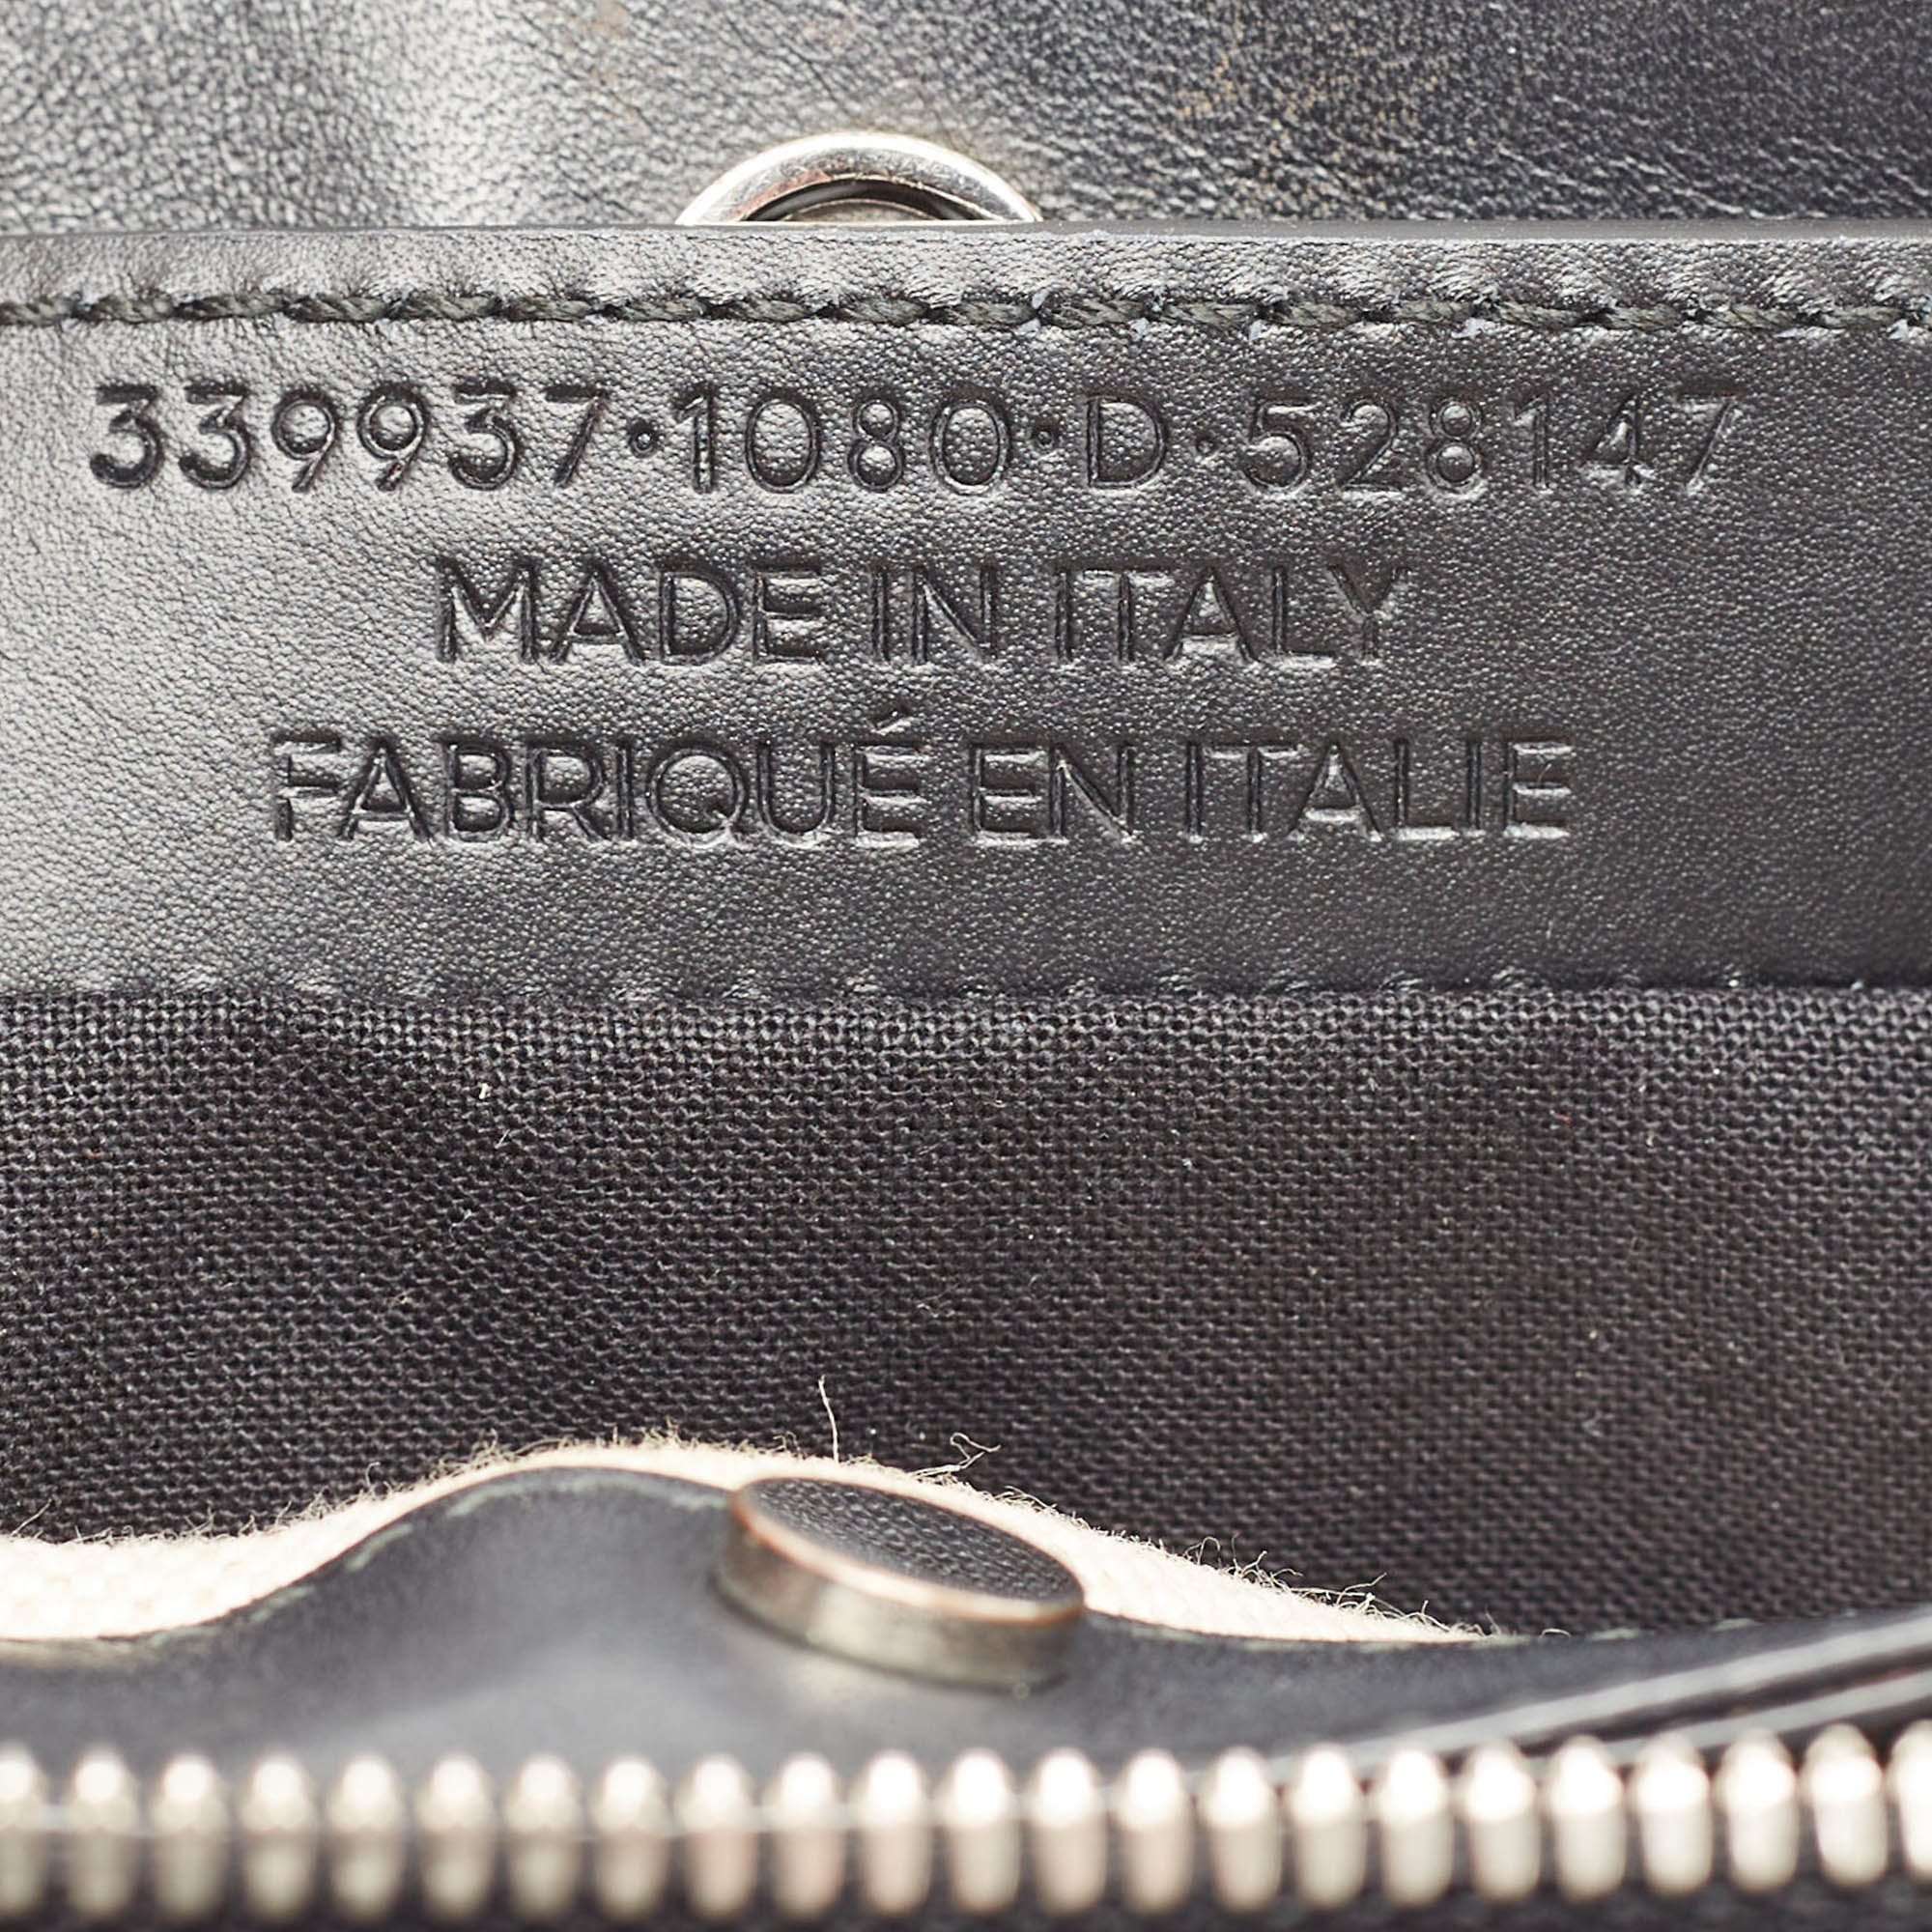 339937•1080•D•528147
MADE IN ITALY
FABRIQUÉ EN ITALIE